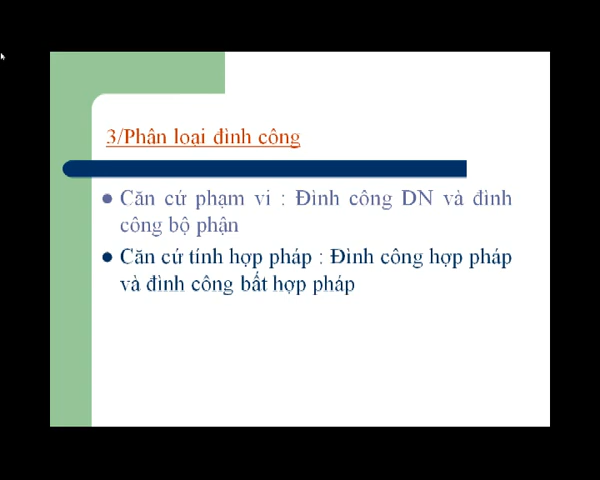 3/Phân loại đình công
Căn cứ phạm vi : Đình công DN và đình
công bộ phận
Căn cứ tính hợp pháp : Đình công hợp pháp
và đình công bất hợp pháp